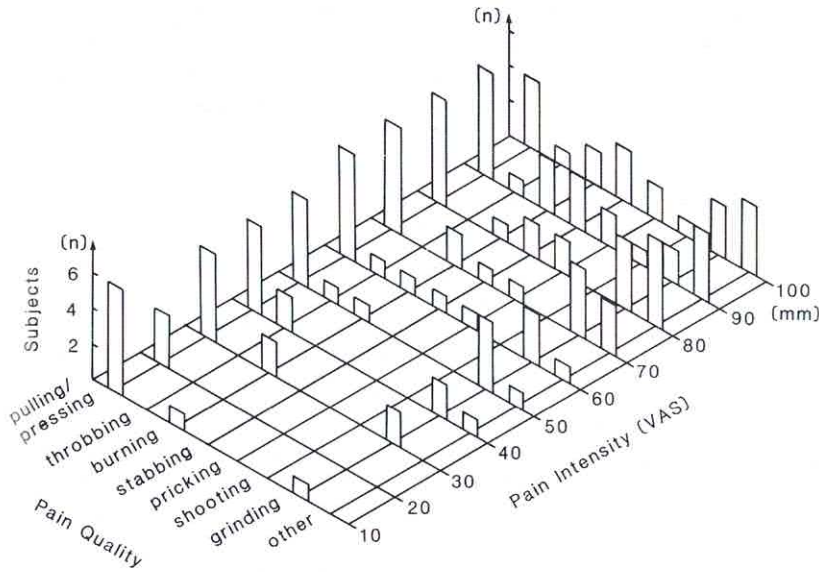 (n)
(n)
6
4
2
Subjects
pulling/
pressing
throbbing
burning
stabbing
pricking
shooting
grinding
other
Pain Quality
10
20
30
40
50
60
70
80
90
100
(mm)
Pain Intensity (VAS)